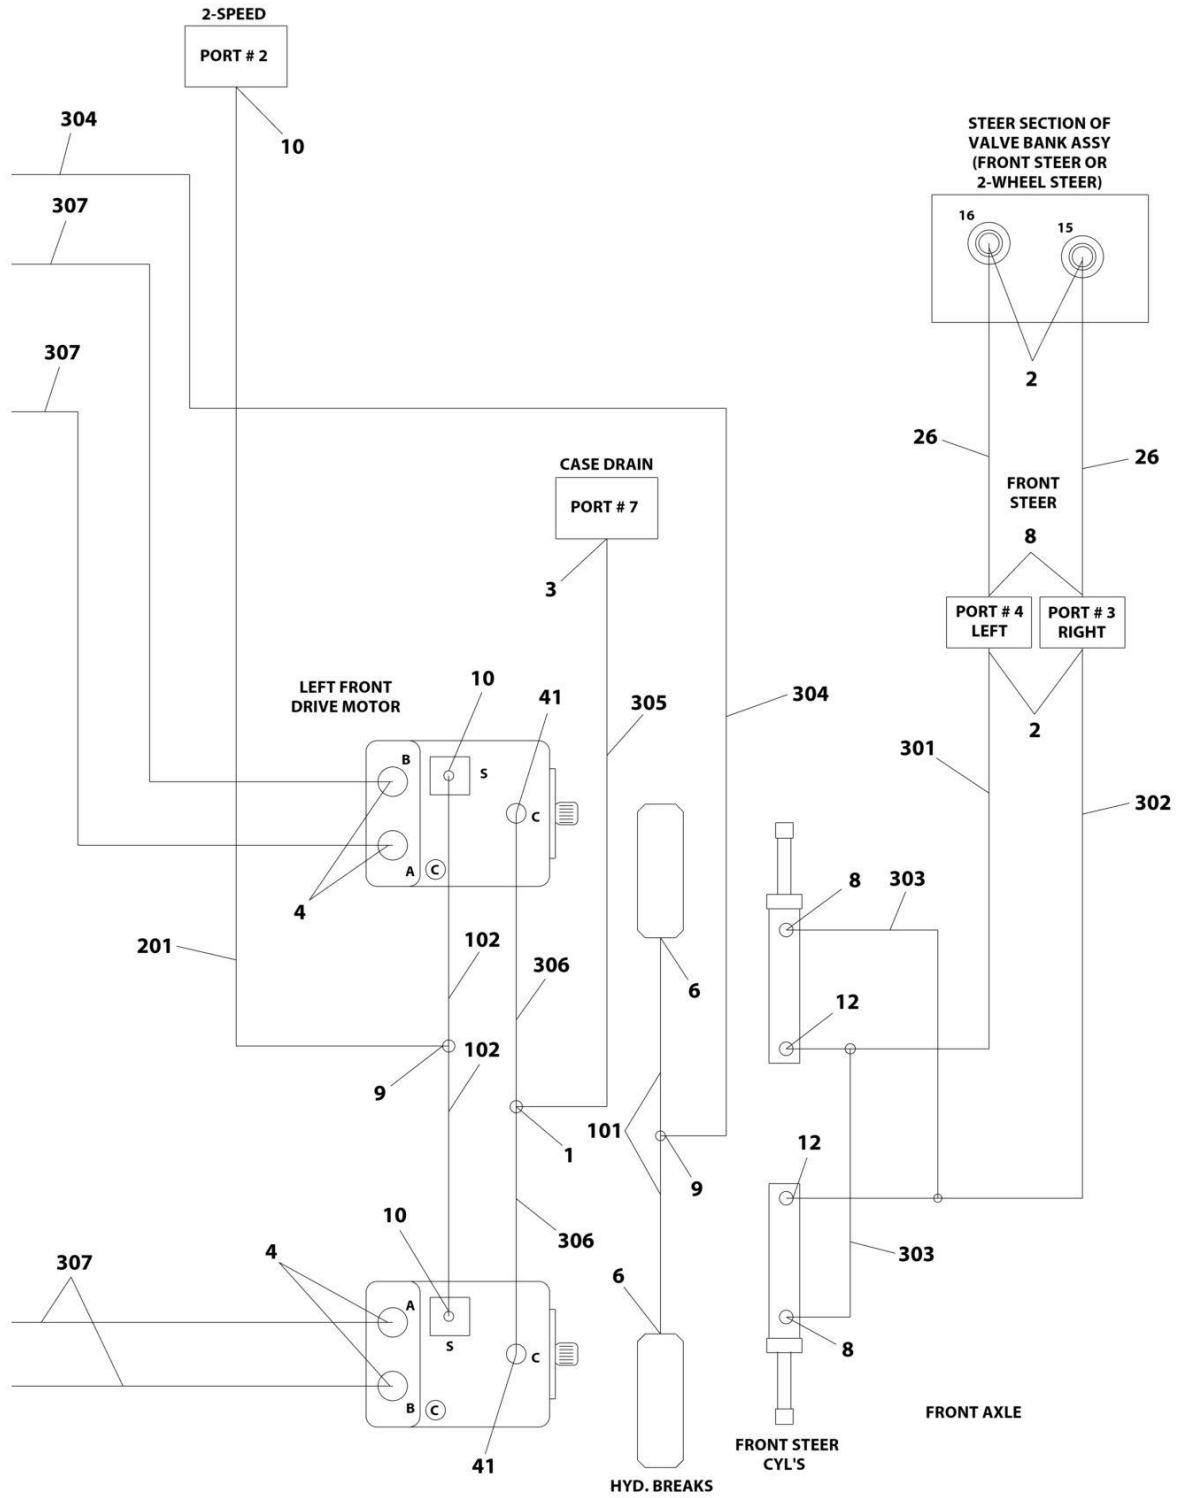 2-SPEED
PORT # 2
304
10
STEER SECTION OF
VALVE BANK ASSY
(FRONT STEER OR
2-WHEEL STEER)
307
16
15
307
2
26
26
CASE DRAIN
PORT # 7
FRONT
STEER
8
3
PORT # 4
LEFT
PORT # 3
RIGHT
LEFT FRONT
DRIVE MOTOR
10
41
305
304
2
301
302
B
S
C
A
C
4
8
303
201
102
306
6
12
102
9
101
1
9
12
10
306
303
307
4
6
A
S
C
8
B
C
41
FRONT AXLE
FRONT STEER
CYL'S
HYD. BREAKS